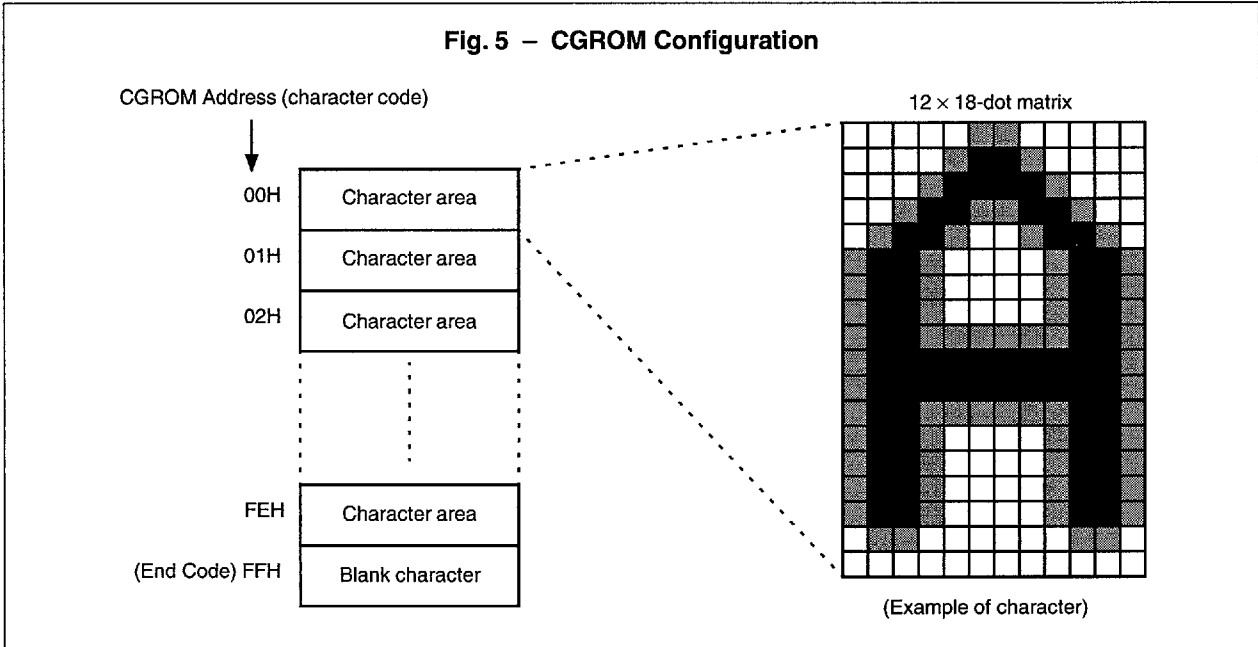 Fig. 5 – CGROM Configuration
CGROM Address (character code)
12 × 18-dot matrix
00H
Character area
01H
Character area
02H
Character area
FEH
Character area
(End Code) FFH
Blank character
(Example of character)